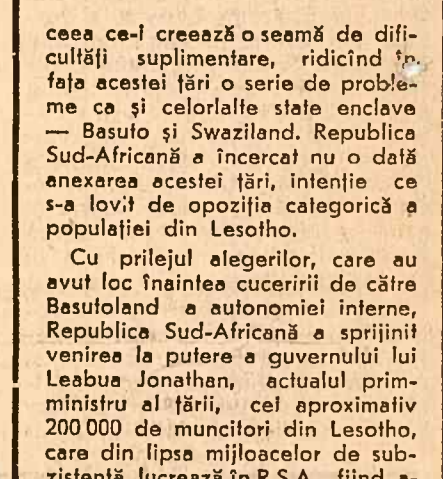 ceea ce-i creează o seamă de difi-
cultăți suplimentare, ridicînd în
fața acestei țări o serie de proble-
me ca și celorlalte state enclave
— Basuto și Swaziland. Republica
Sud-Africană a încercat nu o dată
anexarea acestei țări, intenție ce
s-a lovit de opoziția categorică a
populației din Lesotho.
Cu prilejul alegerilor, care au
avut loc înaintea cuceririi de către
Basutoland a autonomiei interne,
Republica Sud-Africană a sprijinit
venirea la putere a guvernului lui
Leabua Jonathan, actualul prim-
ministru al țării, cei aproximativ
200 000 de muncitori din Lesotho,
care din lipsa mijloacelor de sub-
zistență lucrează în R.S.A. fiind a-